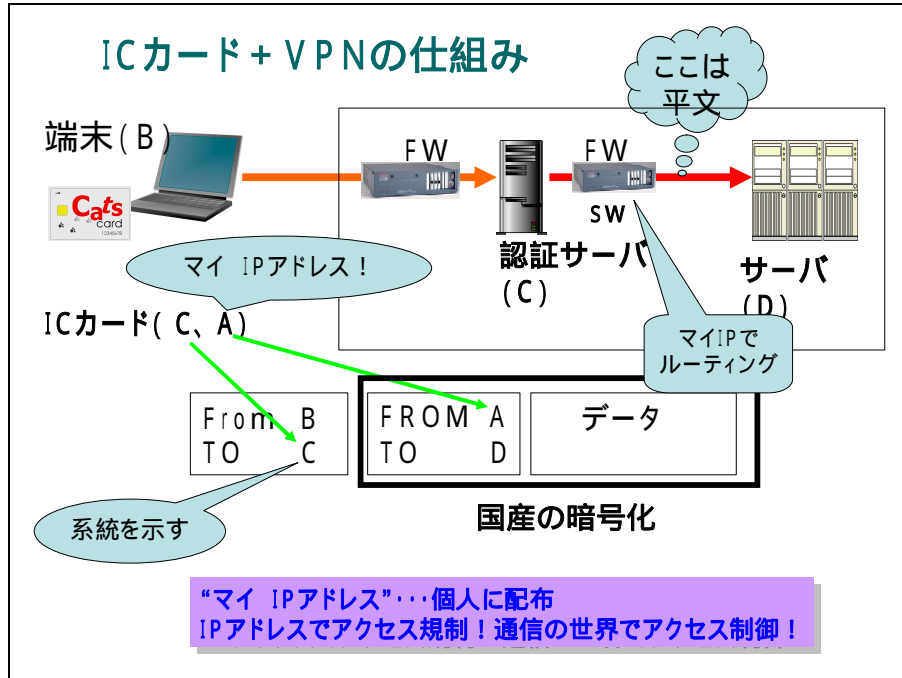 ICカード+VPNの仕組み
ここは
平文
端末(B)
FW
FW
Cats
card
12345678
SW
認証サーバ
(C)
サーバ
(D)
マイ IPアドレス!
ICカード( C、A)
マイIPで
ルーティング
From B
TO C
FROM A
TO D
データ
系統を示す
国産の暗号化
“マイ IPアドレス”・・・個人に配布
IPアドレスでアクセス規制!通信の世界でアクセス制御!